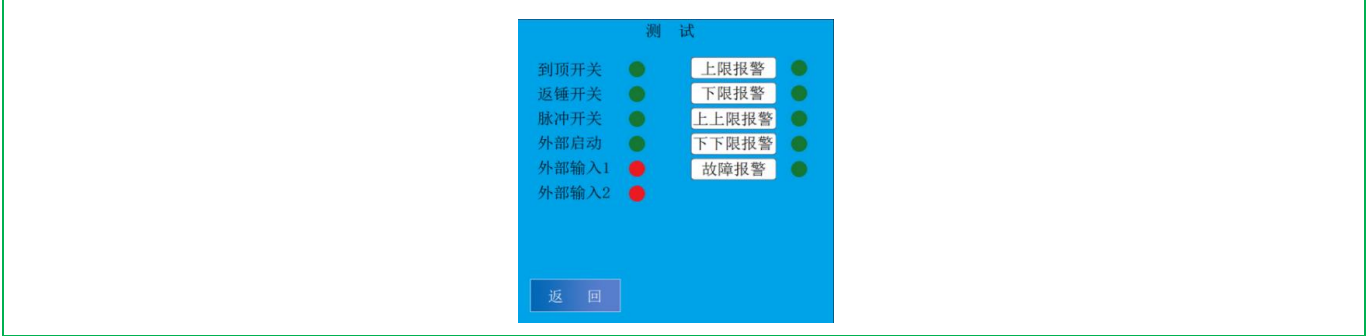 测 试
到顶开关 上限报警
返锤开关 下限报警
脉冲开关 上上限报警
外部启动 下下限报警
外部输入1 故障报警
外部输入2
返 回